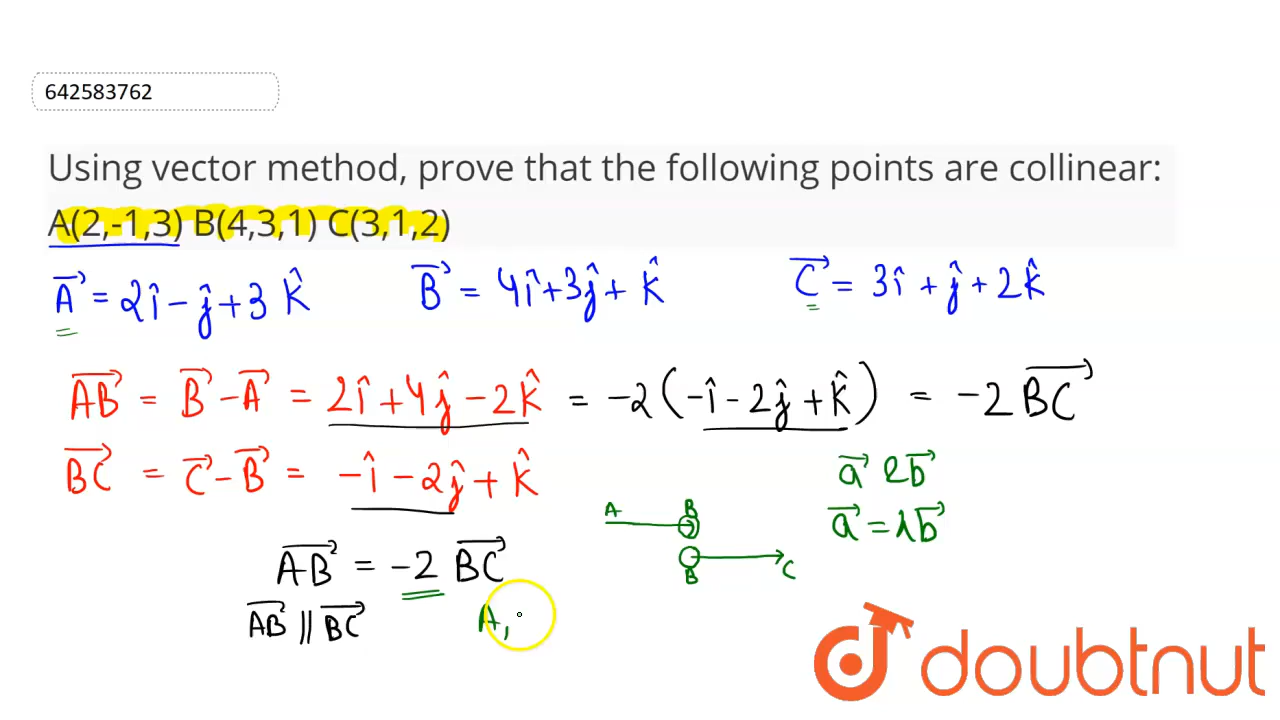 642583762
Using vector method, prove that the following points are collinear:
A(2,-1,3) B(4,3,1) C(3,1,2)
A⃗ = 2î - ĵ + 3 k̂    B⃗ = 4î + 3ĵ + k̂    C⃗ = 3î + ĵ + 2k̂
AB⃗ = B⃗ - A⃗ = 2î + 4ĵ - 2k̂ = -2(-î - 2ĵ + k̂) = -2 BC⃗
BC⃗ = C⃗ - B⃗ = -î - 2ĵ + k̂
a⃗ & b⃗
a⃗ = λb⃗
A B
B C
AB⃗ = -2 BC⃗
AB⃗ || BC⃗    A,
doubtnut